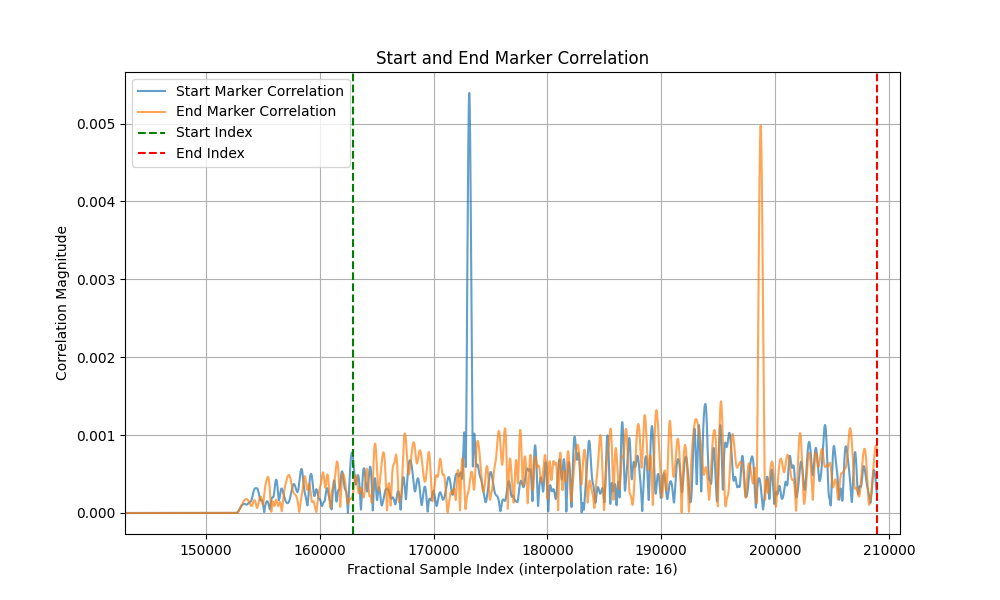 Start and End Marker Correlation
Start Marker Correlation
End Marker Correlation
Start Index
End Index
Correlation Magnitude
0.005
0.004
0.003
0.002
0.001
0.000
150000 160000 170000 180000 190000 200000 210000
Fractional Sample Index (interpolation rate: 16)